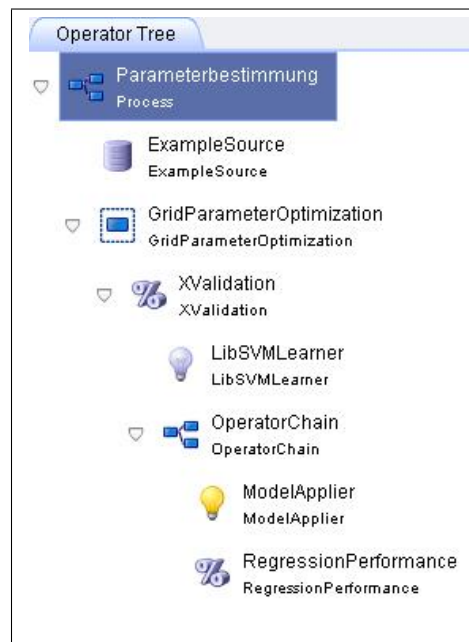 Operator Tree
Parameterbestimmung
Process
ExampleSource
ExampleSource
GridParameterOptimization
GridParameterOptimization
XValidation
XValidation
LibSVMLearner
LibSVMLearner
OperatorChain
OperatorChain
ModelApplier
ModelApplier
RegressionPerformance
RegressionPerformance